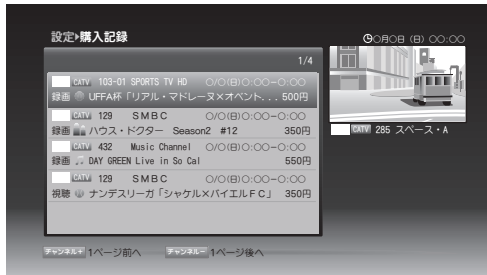 設定▸購入記録
○月○日 (日) ○○:○○
1/4
CATV 103-01 SPORTS TV HD ○/○(日)○:○○-○:○○
録画 UFFA杯「リアル・マドレーヌ×オベント... 500円
CATV 129 SMBC ○/○(日)○:○○-○:○○
録画 ハウス・ドクター Season2 #12 350円
CATV 432 Music Channel ○/○(日)○:○○-○:○○
録画 DAY GREEN Live in So Cal 550円
CATV 129 SMBC ○/○(日)○:○○-○:○○
視聴 ナンデスリーガ「シャケル×バイエルFC」 350円
CATV 285 スペース・A
チャンネル+ 1ページ前へ チャンネル- 1ページ後へ